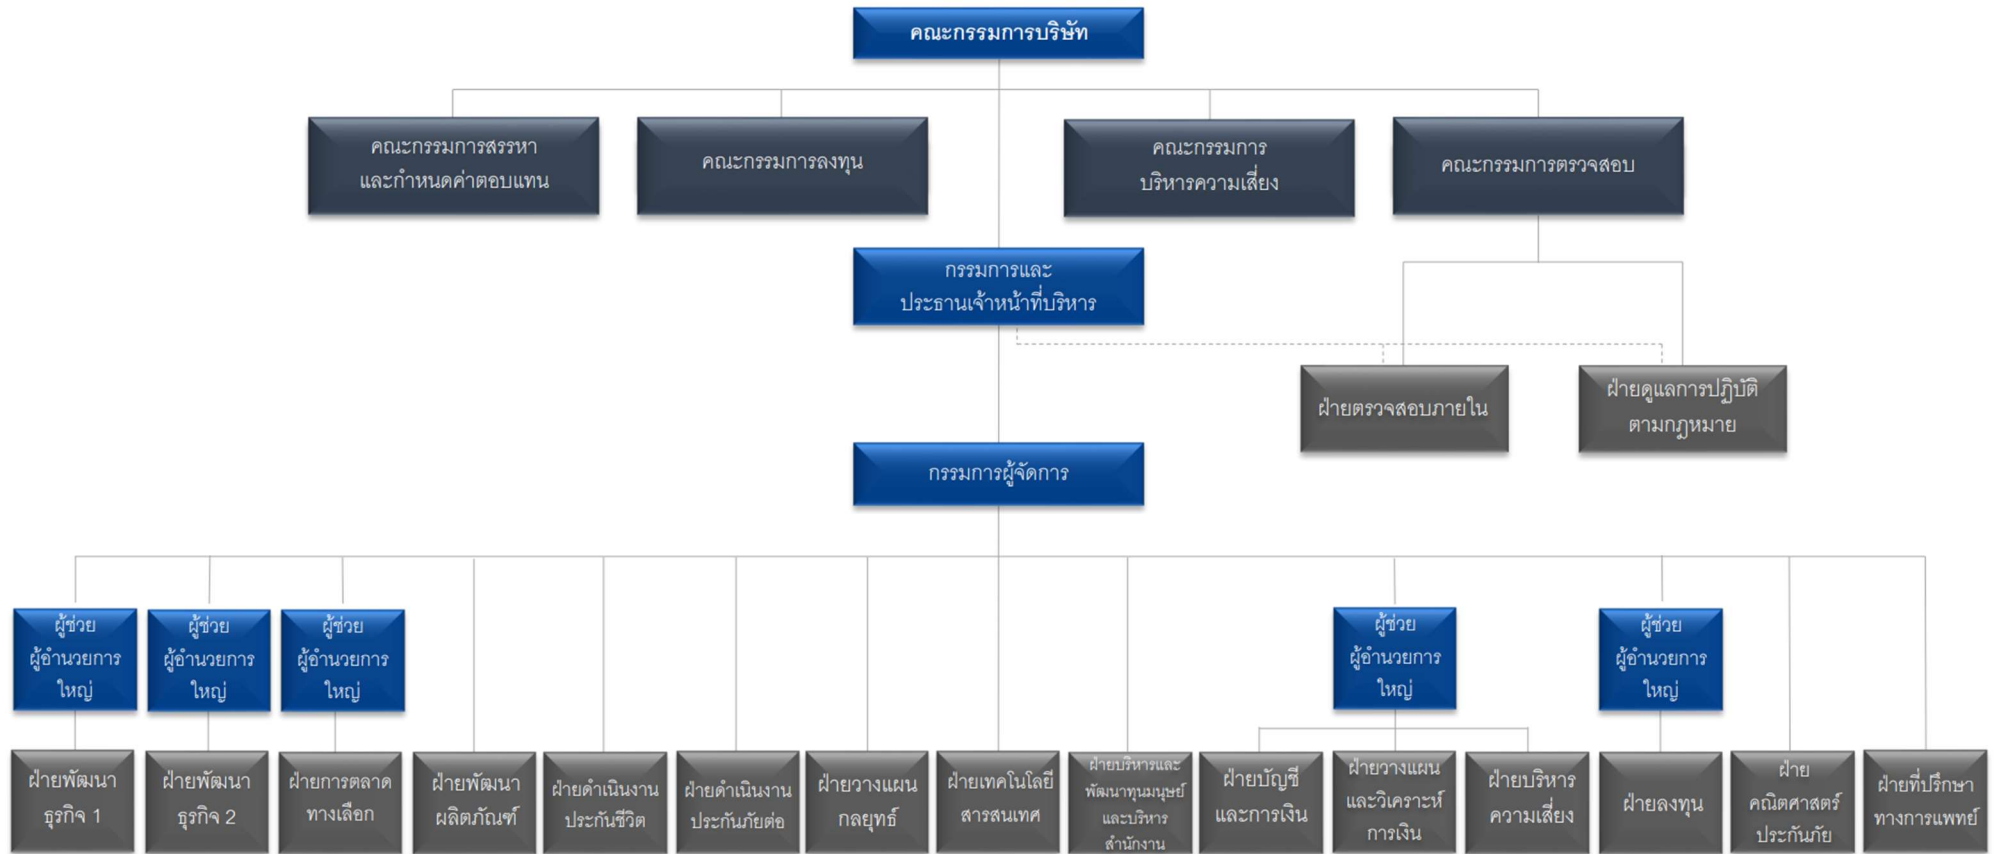 คณะกรรมการบริษัท
คณะกรรมการสรรหา
และกำหนดค่าตอบแทน
คณะกรรมการลงทุน
คณะกรรมการ
บริหารความเสี่ยง
คณะกรรมการตรวจสอบ
กรรมการและ
ประธานเจ้าหน้าที่บริหาร
ฝ่ายตรวจสอบภายใน
ฝ่ายดูแลการปฏิบัติ
ตามกฎหมาย
กรรมการผู้จัดการ
ผู้ช่วย
ผู้อำนวยการ
ใหญ่
ผู้ช่วย
ผู้อำนวยการ
ใหญ่
ผู้ช่วย
ผู้อำนวยการ
ใหญ่
ผู้ช่วย
ผู้อำนวยการ
ใหญ่
ผู้ช่วย
ผู้อำนวยการ
ใหญ่
ฝ่ายพัฒนา
ธุรกิจ 1
ฝ่ายพัฒนา
ธุรกิจ 2
ฝ่ายการตลาด
ทางเลือก
ฝ่ายพัฒนา
ผลิตภัณฑ์
ฝ่ายดำเนินงาน
ประกันชีวิต
ฝ่ายดำเนินงาน
ประกันภัยต่อ
ฝ่ายวางแผน
กลยุทธ์
ฝ่ายเทคโนโลยี
สารสนเทศ
ฝ่ายบริหารและ
พัฒนาทุนมนุษย์
และบริหาร
สำนักงาน
ฝ่ายบัญชี
และการเงิน
ฝ่ายวางแผน
และวิเคราะห์
การเงิน
ฝ่ายบริหาร
ความเสี่ยง
ฝ่ายลงทุน
ฝ่าย
คณิตศาสตร์
ประกันภัย
ฝ่ายที่ปรึกษา
ทางการแพทย์